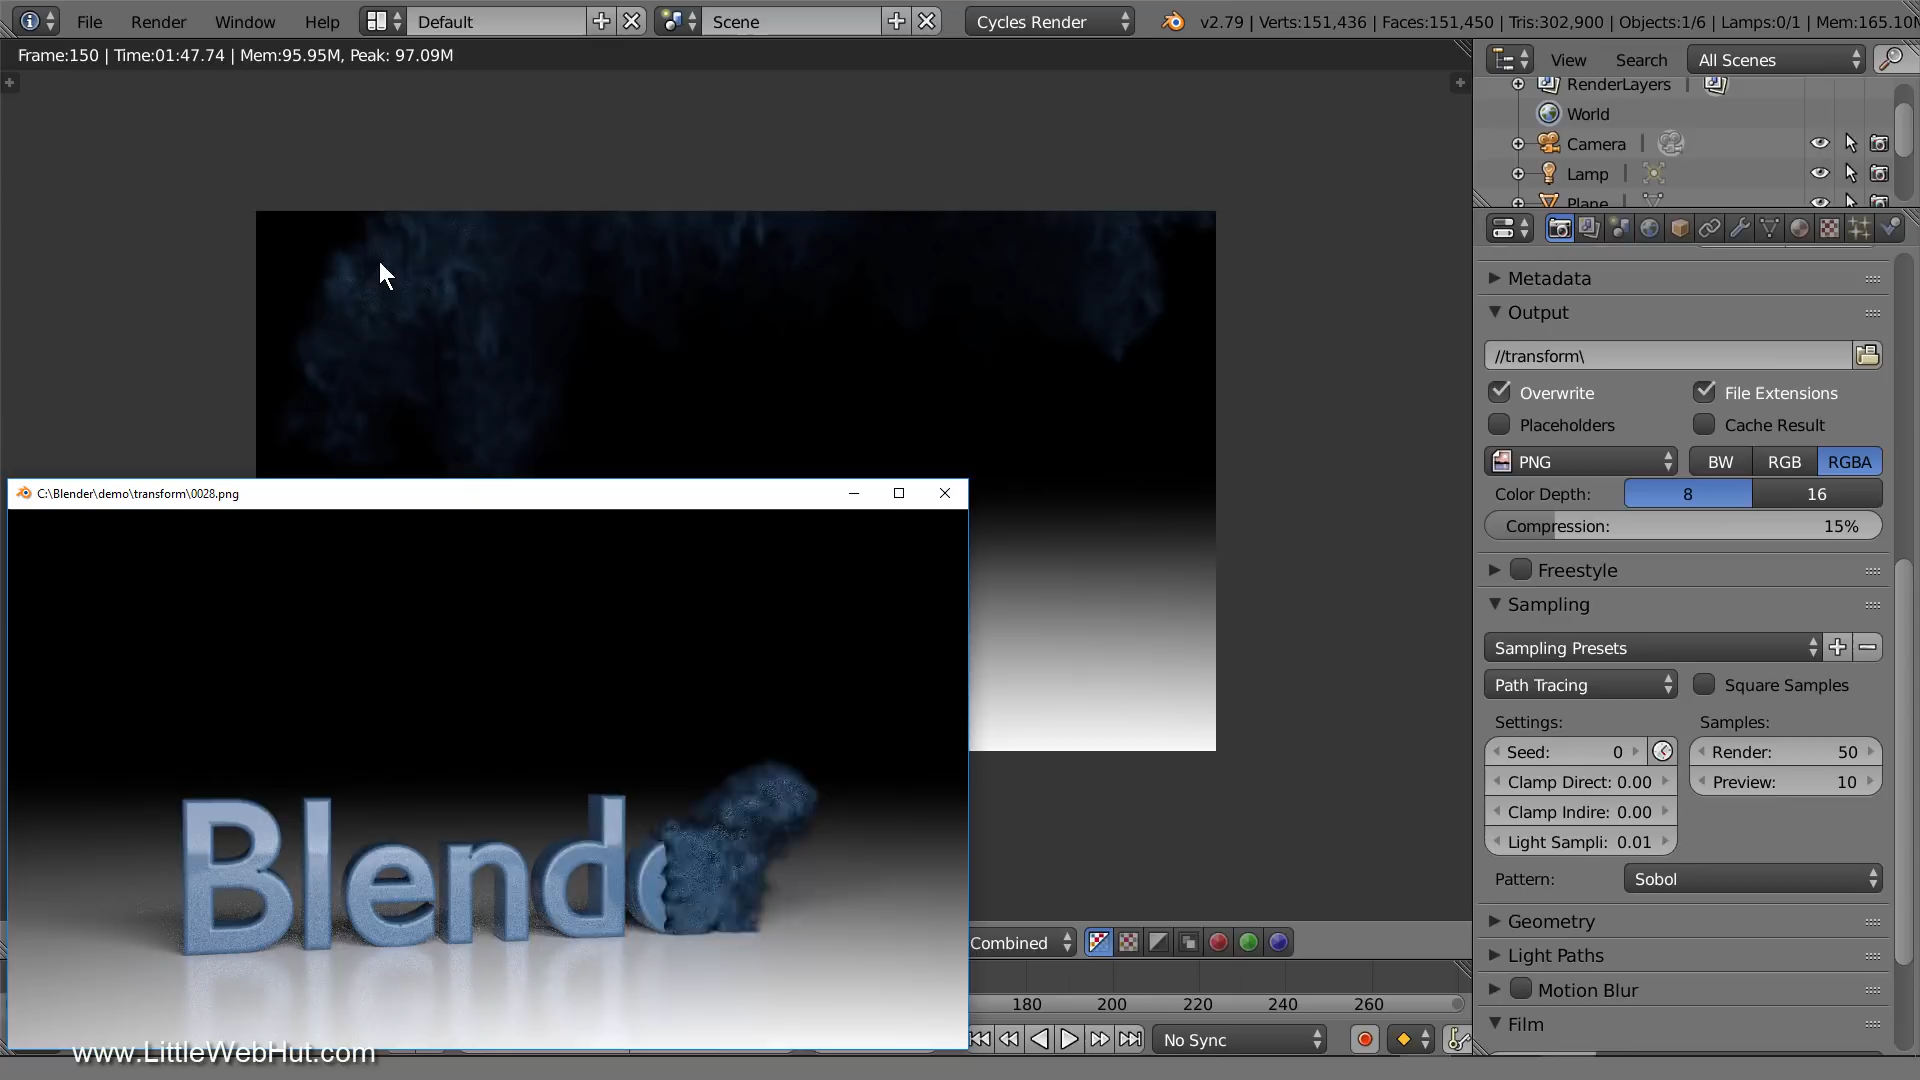 File Render Window Help Default Scene Cycles Render v2.79 | Verts:151,436 | Faces:151,450 | Tris:302,900 | Objects:1/6 | Lamps:0/1 | Mem:165.10M
Frame:150 | Time:01:47.74 | Mem:95.95M, Peak: 97.09M
View Search All Scenes
RenderLayers
World
Camera
Lamp
Plane
Metadata
Output
//transform\
Overwrite File Extensions
Placeholders Cache Result
PNG BW RGB RGBA
Color Depth: 8 16
Compression: 15%
Freestyle
Sampling
Sampling Presets
Path Tracing Square Samples
Settings: Samples:
Seed: 0 Render: 50
Clamp Direct: 0.00 Preview: 10
Clamp Indire: 0.00
Light Sampli: 0.01
Pattern: Sobol
Geometry
Light Paths
Motion Blur
Film
C:\Blender\demo\transform\0028.png
Blende
Combined
180 200 220 240 260
No Sync
www.LittleWebHut.com